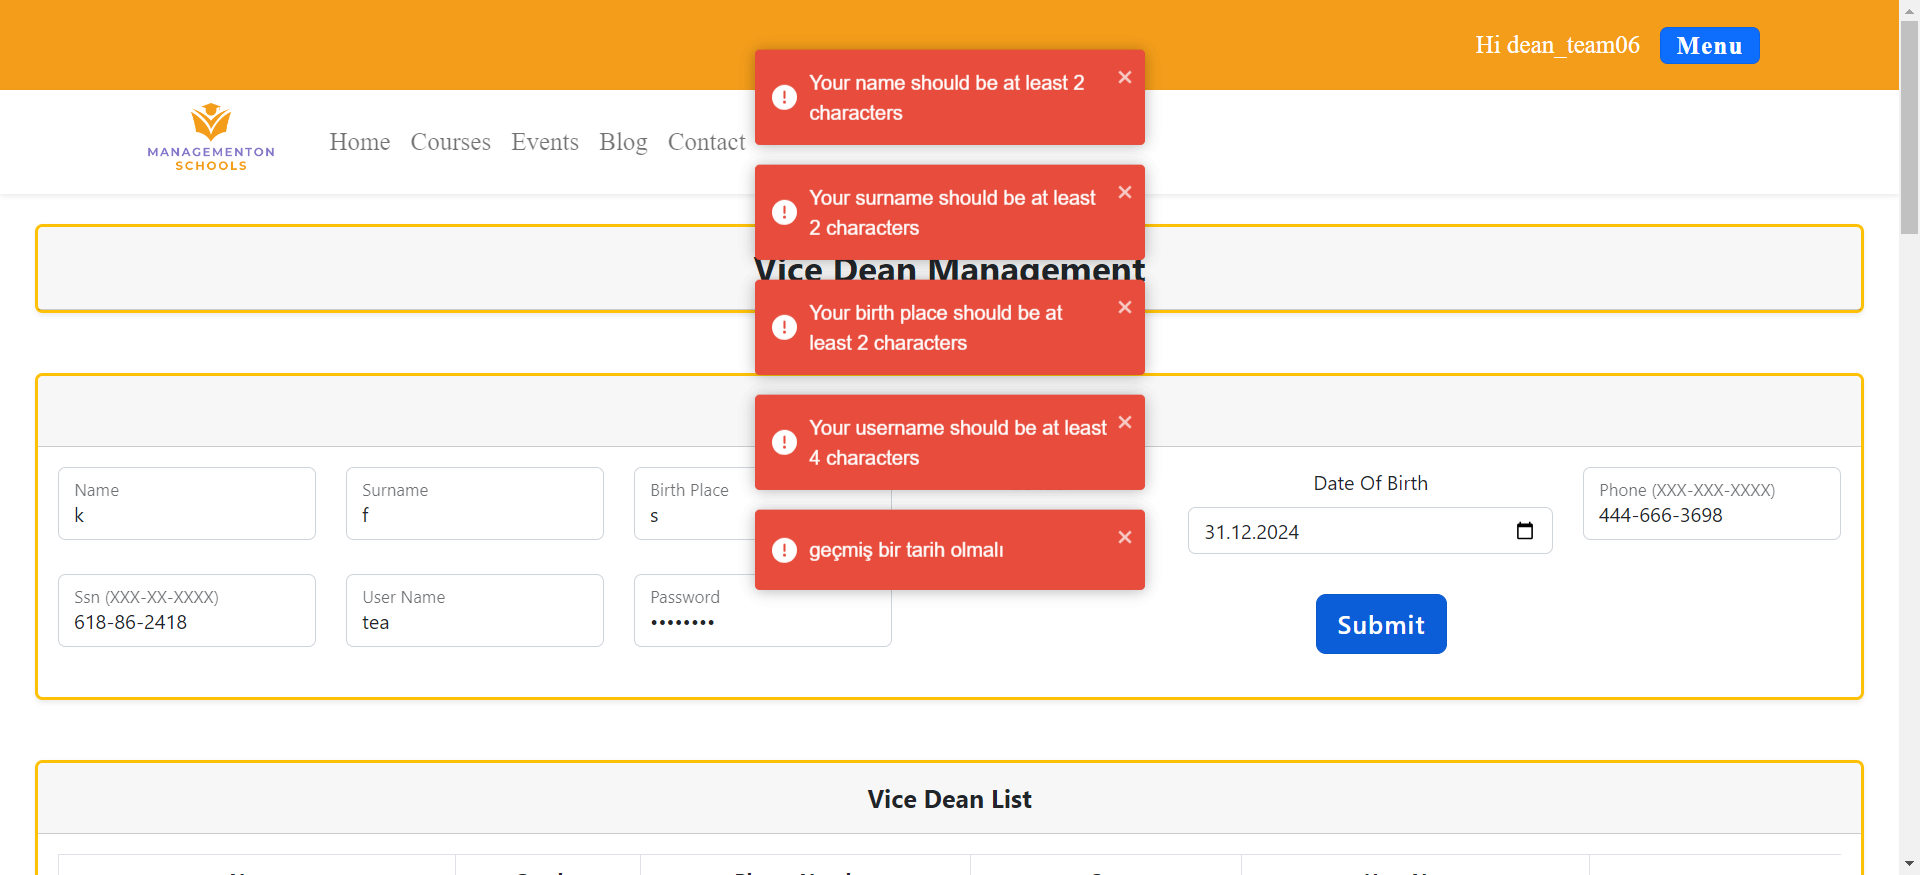 Hi dean_team06
Menu
MANAGEMENTON
SCHOOLS
Home
Courses
Events
Blog
Contact
Your name should be at least 2
characters
Your surname should be at least
2 characters
Vice Dean Management
Your birth place should be at
least 2 characters
Your username should be at least
4 characters
geçmiş bir tarih olmalı
Name
k
Surname
f
Birth Place
s
Date Of Birth
31.12.2024
Phone (XXX-XXX-XXXX)
444-666-3698
Ssn (XXX-XX-XXXX)
618-86-2418
User Name
tea
Password
••••••••
Submit
Vice Dean List